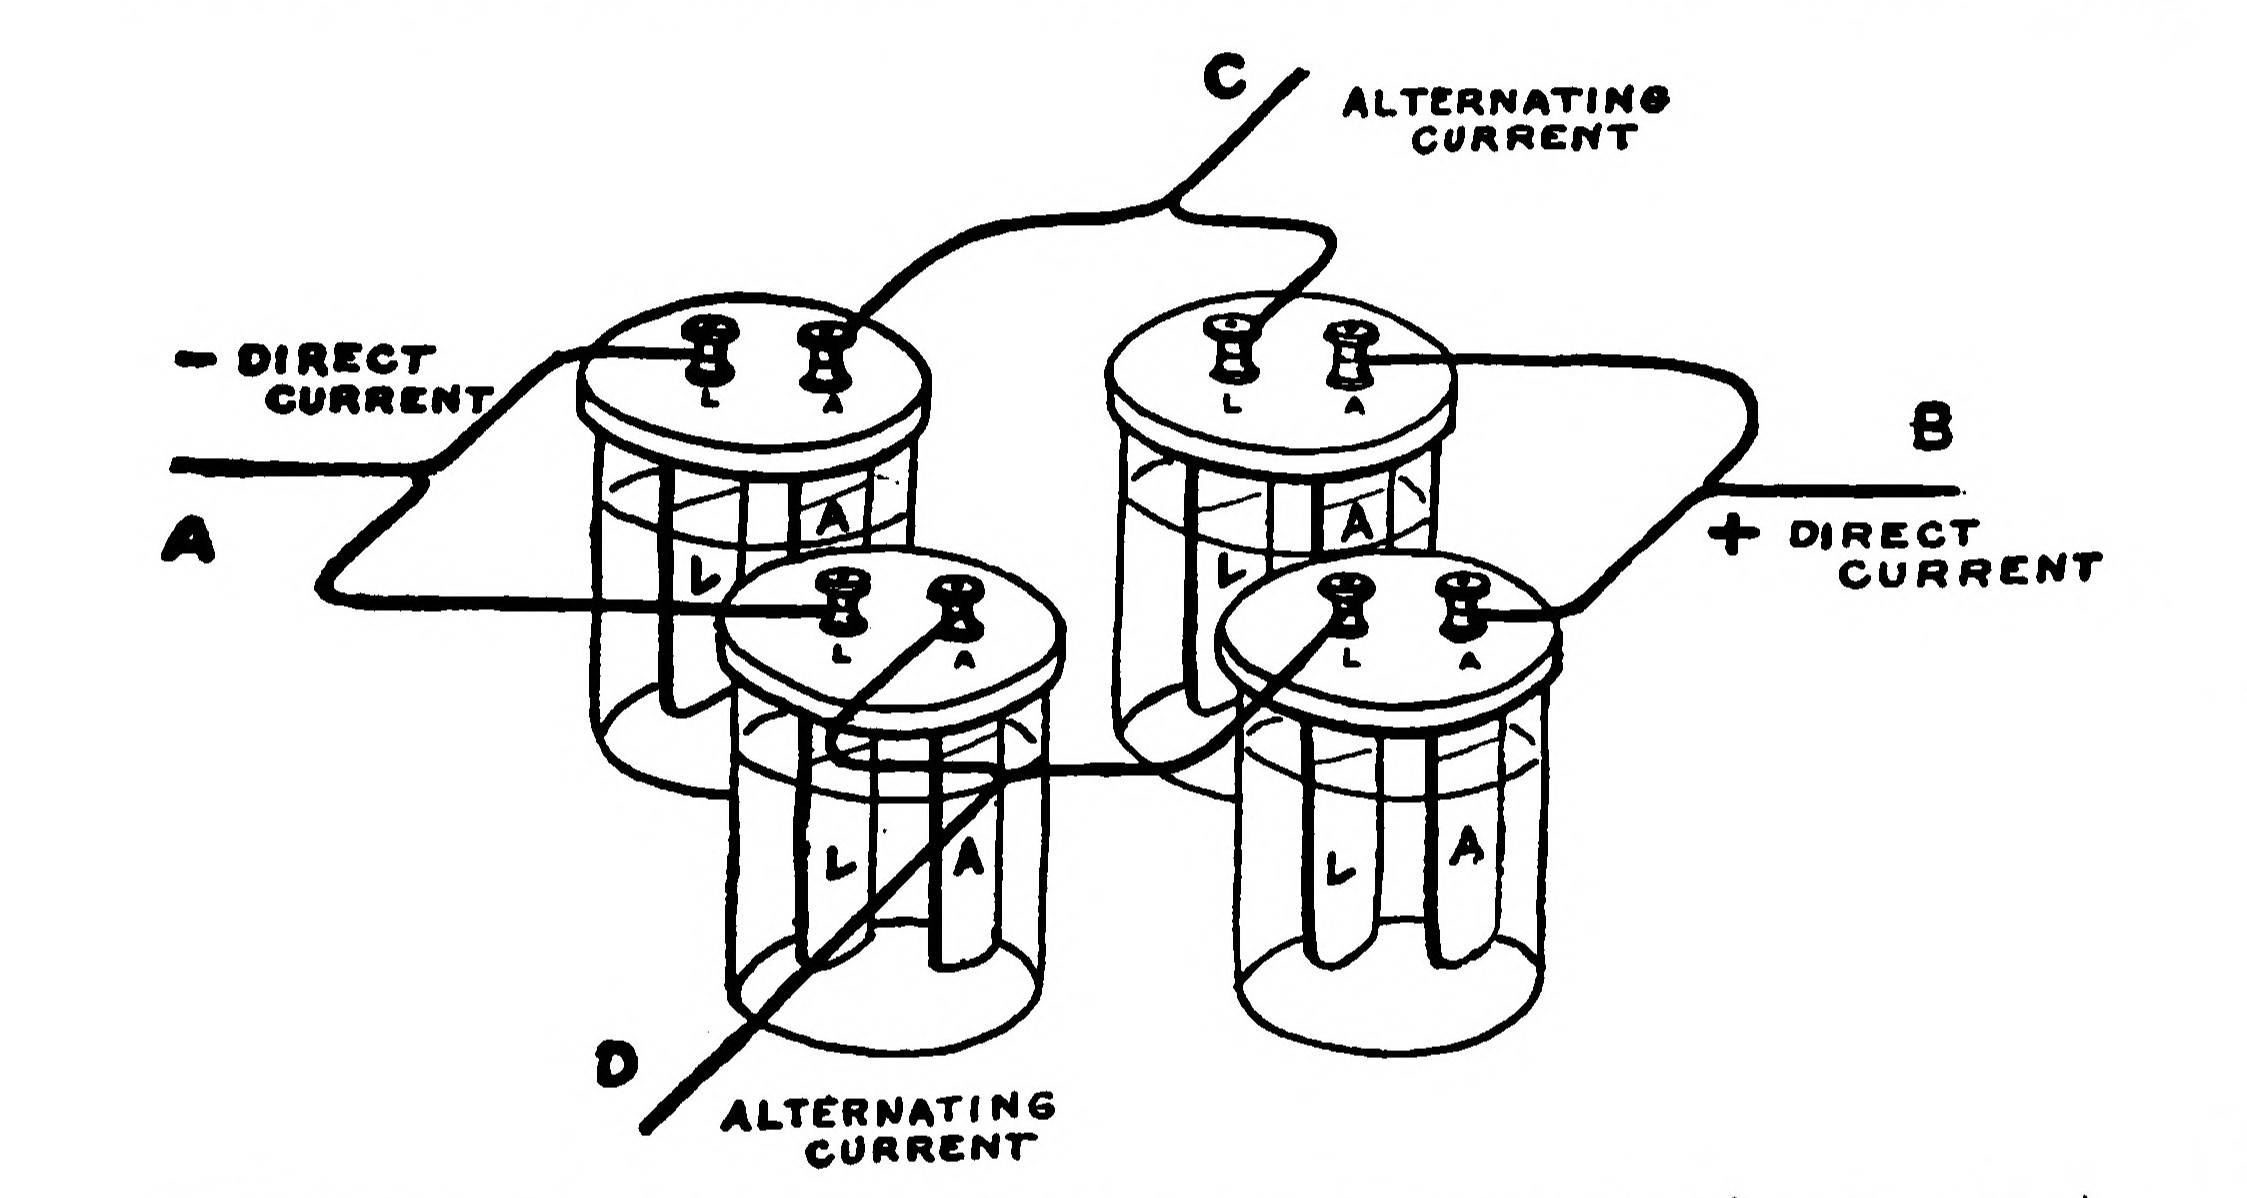 C
ALTERNATING
CURRENT
— DIRECT
CURRENT
A
L A
L A
B
+ DIRECT
CURRENT
L A
L A
L A
L A
L A
L A
D
ALTERNATING
CURRENT